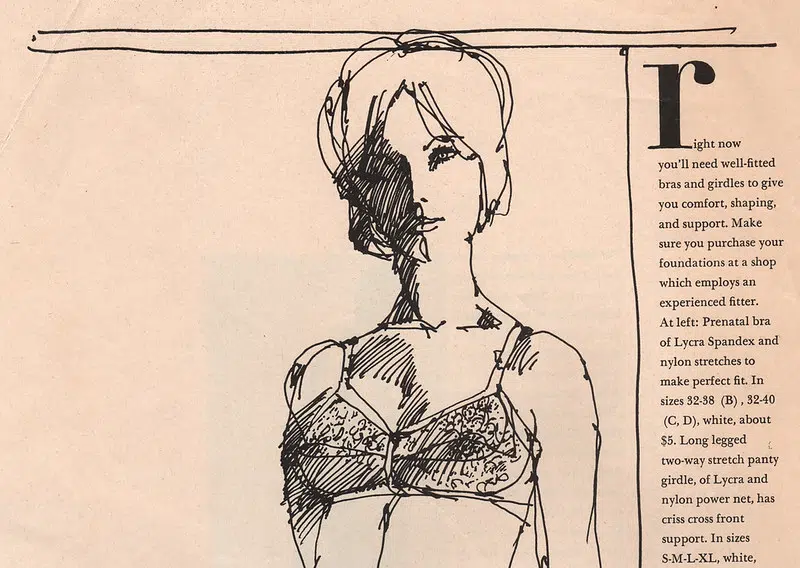 right now
you'll need well-fitted
bras and girdles to give
you comfort, shaping,
and support. Make
sure you purchase your
foundations at a shop
which employs an
experienced fitter.
At left: Prenatal bra
of Lycra Spandex and
nylon stretches to
make perfect fit. In
sizes 32-38 (B) , 32-40
(C, D), white, about
$5. Long legged
two-way stretch panty
girdle, of Lycra and
nylon power net, has
criss cross front
support. In sizes
S-M-L-XL, white,